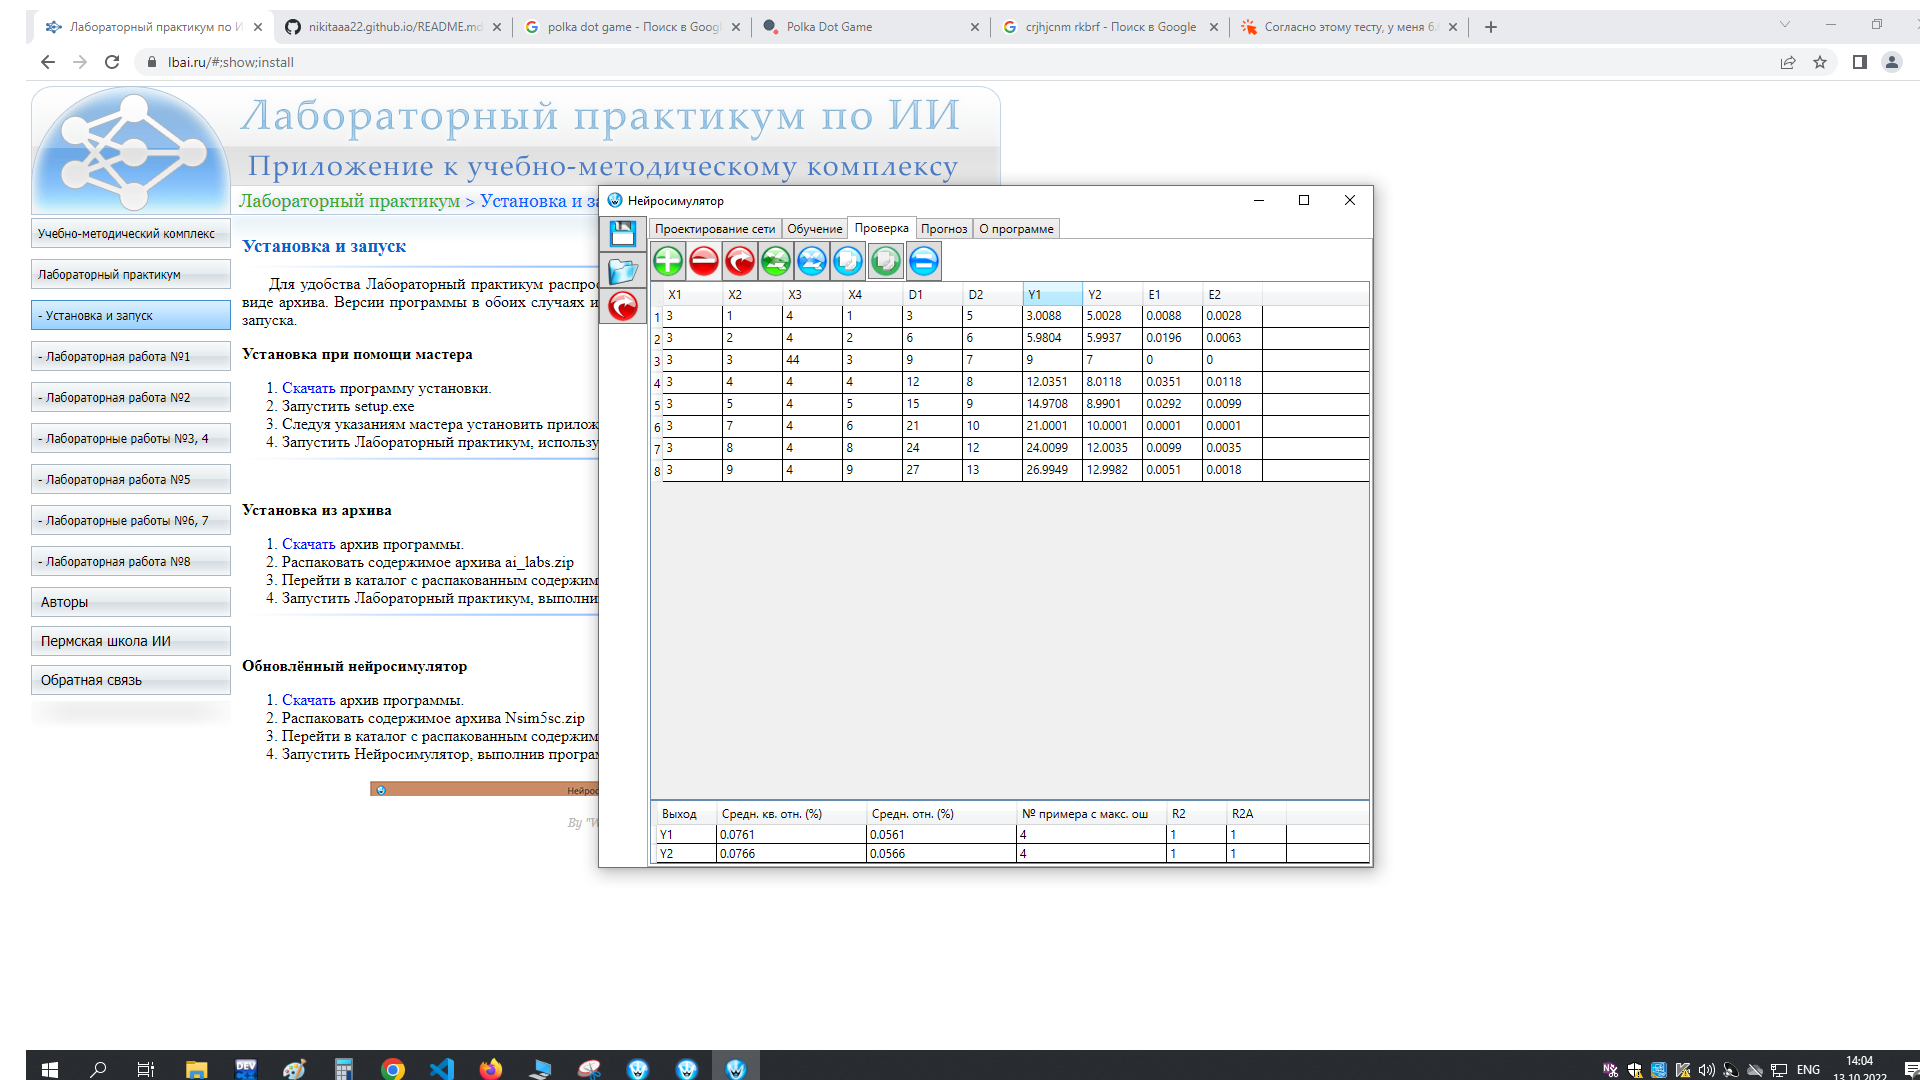 Лабораторный практикум по И
nikitaaa22.github.io/README.md
polka dot game - Поиск в Googl
Polka Dot Game
crjhjcnm rkbrf - Поиск в Google
Согласно этому тесту, у меня
lbai.ru/#;show;install
Лабораторный практикум по ИИ
Приложение к учебно-методическому комплексу
Лабораторный практикум > Установка и за
Учебно-методический комплекс
Лабораторный практикум
- Установка и запуск
- Лабораторная работа №1
- Лабораторная работа №2
- Лабораторные работы №3, 4
- Лабораторная работа №5
- Лабораторные работы №6, 7
- Лабораторная работа №8
Авторы
Пермская школа ИИ
Обратная связь
Установка и запуск
Для удобства Лабораторный практикум распрос
виде архива. Версии программы в обоих случаях и
запуска.
Установка при помощи мастера
1. Скачать программу установки.
2. Запустить setup.exe
3. Следуя указаниям мастера установить прилож
4. Запустить Лабораторный практикум, использу
Установка из архива
1. Скачать архив программы.
2. Распаковать содержимое архива ai_labs.zip
3. Перейти в каталог с распакованным содержим
4. Запустить Лабораторный практикум, выполни
Обновлённый нейросимулятор
1. Скачать архив программы.
2. Распаковать содержимое архива Nsim5sc.zip
3. Перейти в каталог с распакованным содержим
4. Запустить Нейросимулятор, выполнив програм
Нейрос
By "W
Нейросимулятор
Проектирование сети Обучение Проверка Прогноз О программе
X1 X2 X3 X4 D1 D2 Y1 Y2 E1 E2
1 3 1 4 1 3 5 3.0088 5.0028 0.0088 0.0028
2 3 2 4 2 6 6 5.9804 5.9937 0.0196 0.0063
3 3 3 44 3 9 7 9 7 0 0
4 3 4 4 4 12 8 12.0351 8.0118 0.0351 0.0118
5 3 5 4 5 15 9 14.9708 8.9901 0.0292 0.0099
6 3 7 4 6 21 10 21.0001 10.0001 0.0001 0.0001
7 3 8 4 8 24 12 24.0099 12.0035 0.0099 0.0035
8 3 9 4 9 27 13 26.9949 12.9982 0.0051 0.0018
Выход Средн. кв. отн. (%) Средн. отн. (%) № примера с макс. ош R2 R2A
Y1 0.0761 0.0561 4 1 1
Y2 0.0766 0.0566 4 1 1
DEV
ENG
14:04
13.10.2022